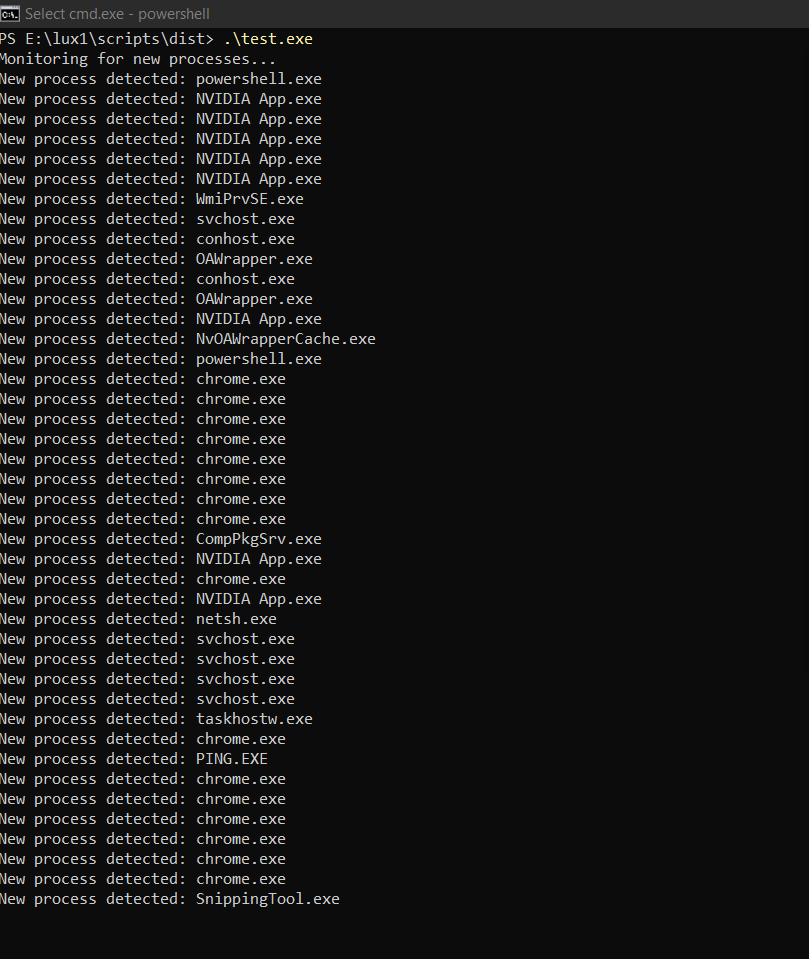 Select cmd.exe - powershell
PS E:\lux1\scripts\dist> .\test.exe
Monitoring for new processes...
New process detected: powershell.exe
New process detected: NVIDIA App.exe
New process detected: NVIDIA App.exe
New process detected: NVIDIA App.exe
New process detected: NVIDIA App.exe
New process detected: NVIDIA App.exe
New process detected: WmiPrvSE.exe
New process detected: svchost.exe
New process detected: conhost.exe
New process detected: OAWrapper.exe
New process detected: conhost.exe
New process detected: OAWrapper.exe
New process detected: NVIDIA App.exe
New process detected: NvOAWrapperCache.exe
New process detected: powershell.exe
New process detected: chrome.exe
New process detected: chrome.exe
New process detected: chrome.exe
New process detected: chrome.exe
New process detected: chrome.exe
New process detected: chrome.exe
New process detected: chrome.exe
New process detected: chrome.exe
New process detected: CompPkgSrv.exe
New process detected: NVIDIA App.exe
New process detected: chrome.exe
New process detected: NVIDIA App.exe
New process detected: netsh.exe
New process detected: svchost.exe
New process detected: svchost.exe
New process detected: svchost.exe
New process detected: svchost.exe
New process detected: taskhostw.exe
New process detected: chrome.exe
New process detected: PING.EXE
New process detected: chrome.exe
New process detected: chrome.exe
New process detected: chrome.exe
New process detected: chrome.exe
New process detected: chrome.exe
New process detected: chrome.exe
New process detected: SnippingTool.exe